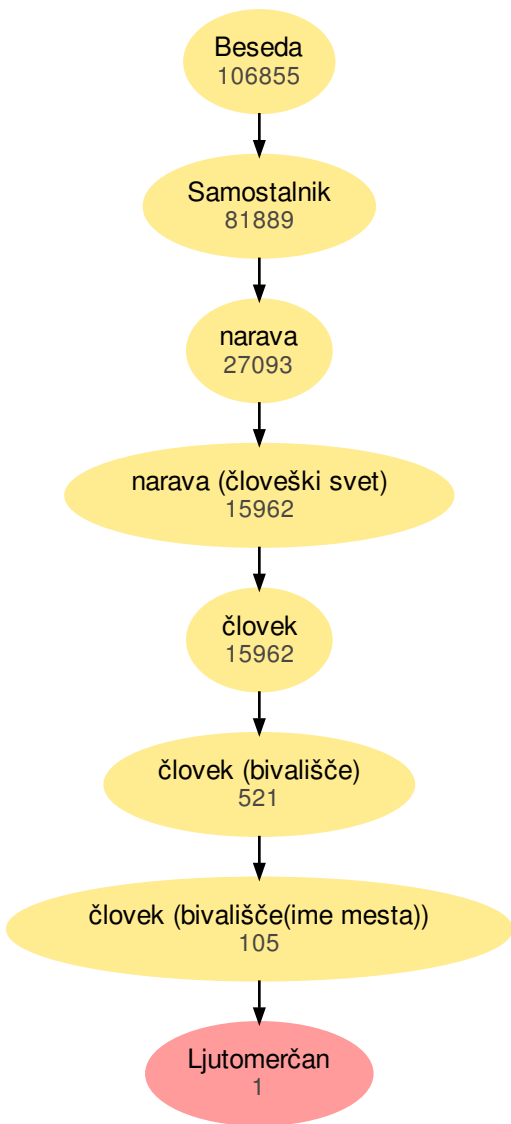 Beseda
106855
Samostalnik
81889
narava
27093
narava (človeški svet)
15962
človek
15962
človek (bivališče)
521
človek (bivališče(ime mesta))
105
Ljutomerčan
1